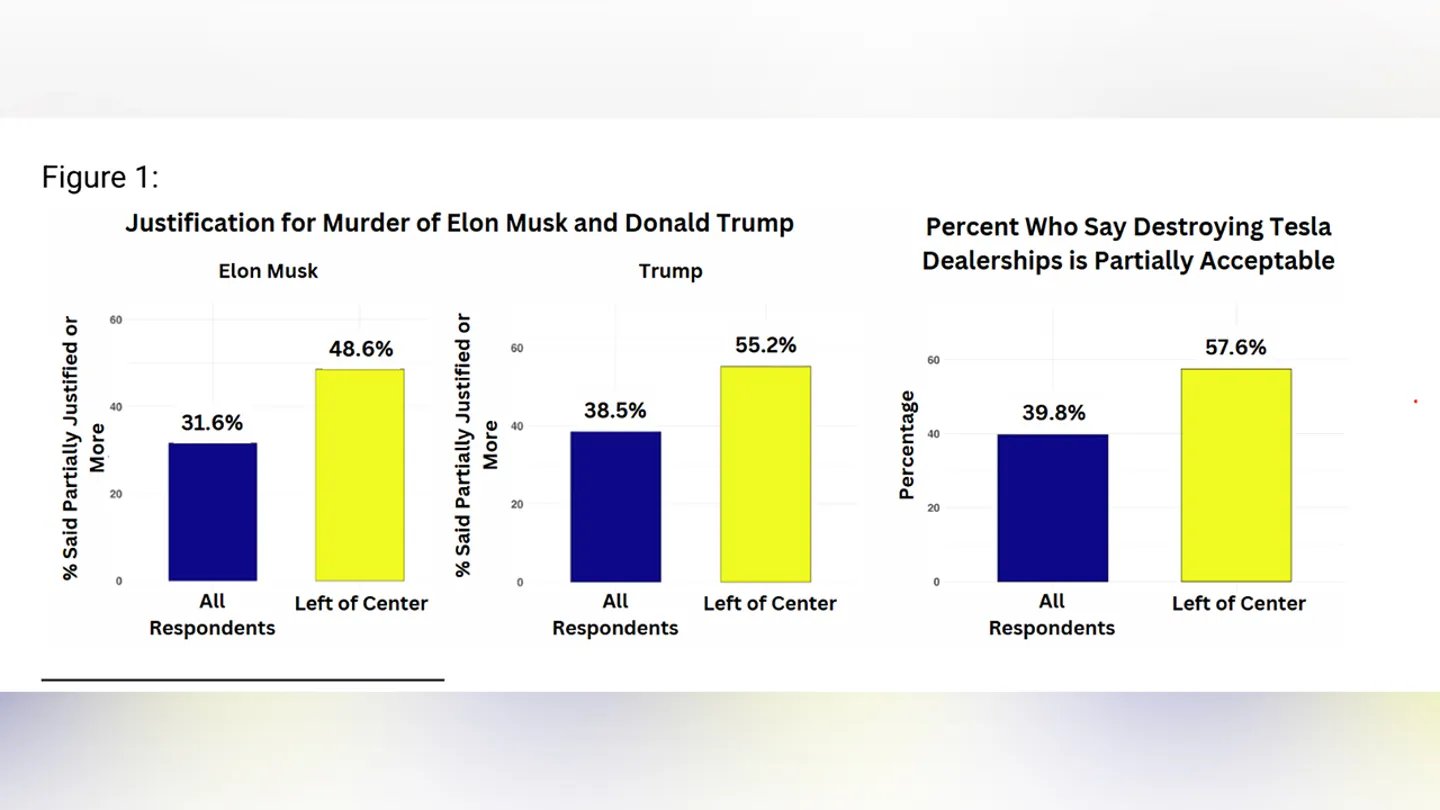 Figure 1:
Justification for Murder of Elon Musk and Donald Trump
Elon Musk
% Said Partially Justified or
More
60
40
20
0
31.6%
48.6%
All
Respondents
Left of Center
Trump
% Said Partially Justified or
More
60
40
20
0
38.5%
55.2%
All
Respondents
Left of Center
Percent Who Say Destroying Tesla
Dealerships is Partially Acceptable
Percentage
60
40
20
0
39.8%
57.6%
All
Respondents
Left of Center